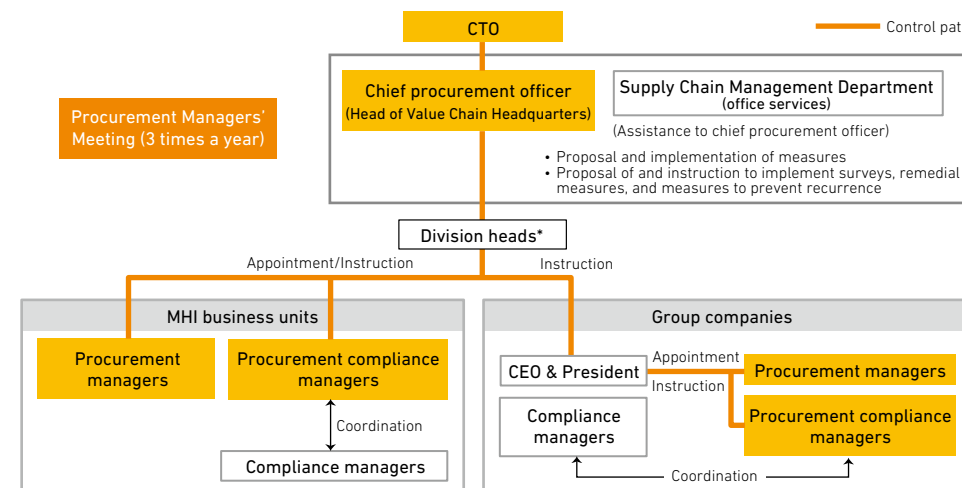 CTO
Control pat
Chief procurement officer
(Head of Value Chain Headquarters)
Supply Chain Management Department
(office services)
(Assistance to chief procurement officer)
• Proposal and implementation of measures
• Proposal of and instruction to implement surveys, remedial
measures, and measures to prevent recurrence
Procurement Managers'
Meeting (3 times a year)
Division heads*
Appointment/Instruction
Instruction
MHI business units
Procurement
managers
Procurement compliance
managers
Coordination
Compliance managers
Group companies
CEO & President
Appointment
Instruction
Procurement managers
Compliance
managers
Procurement compliance
managers
Coordination